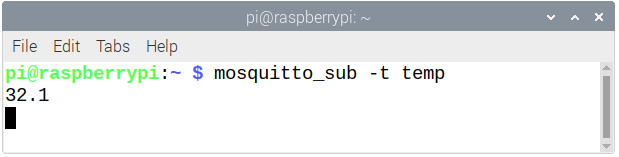 pi@raspberrypi: ~
File Edit Tabs Help
pi@raspberrypi:~ $ mosquitto_sub -t temp
32.1